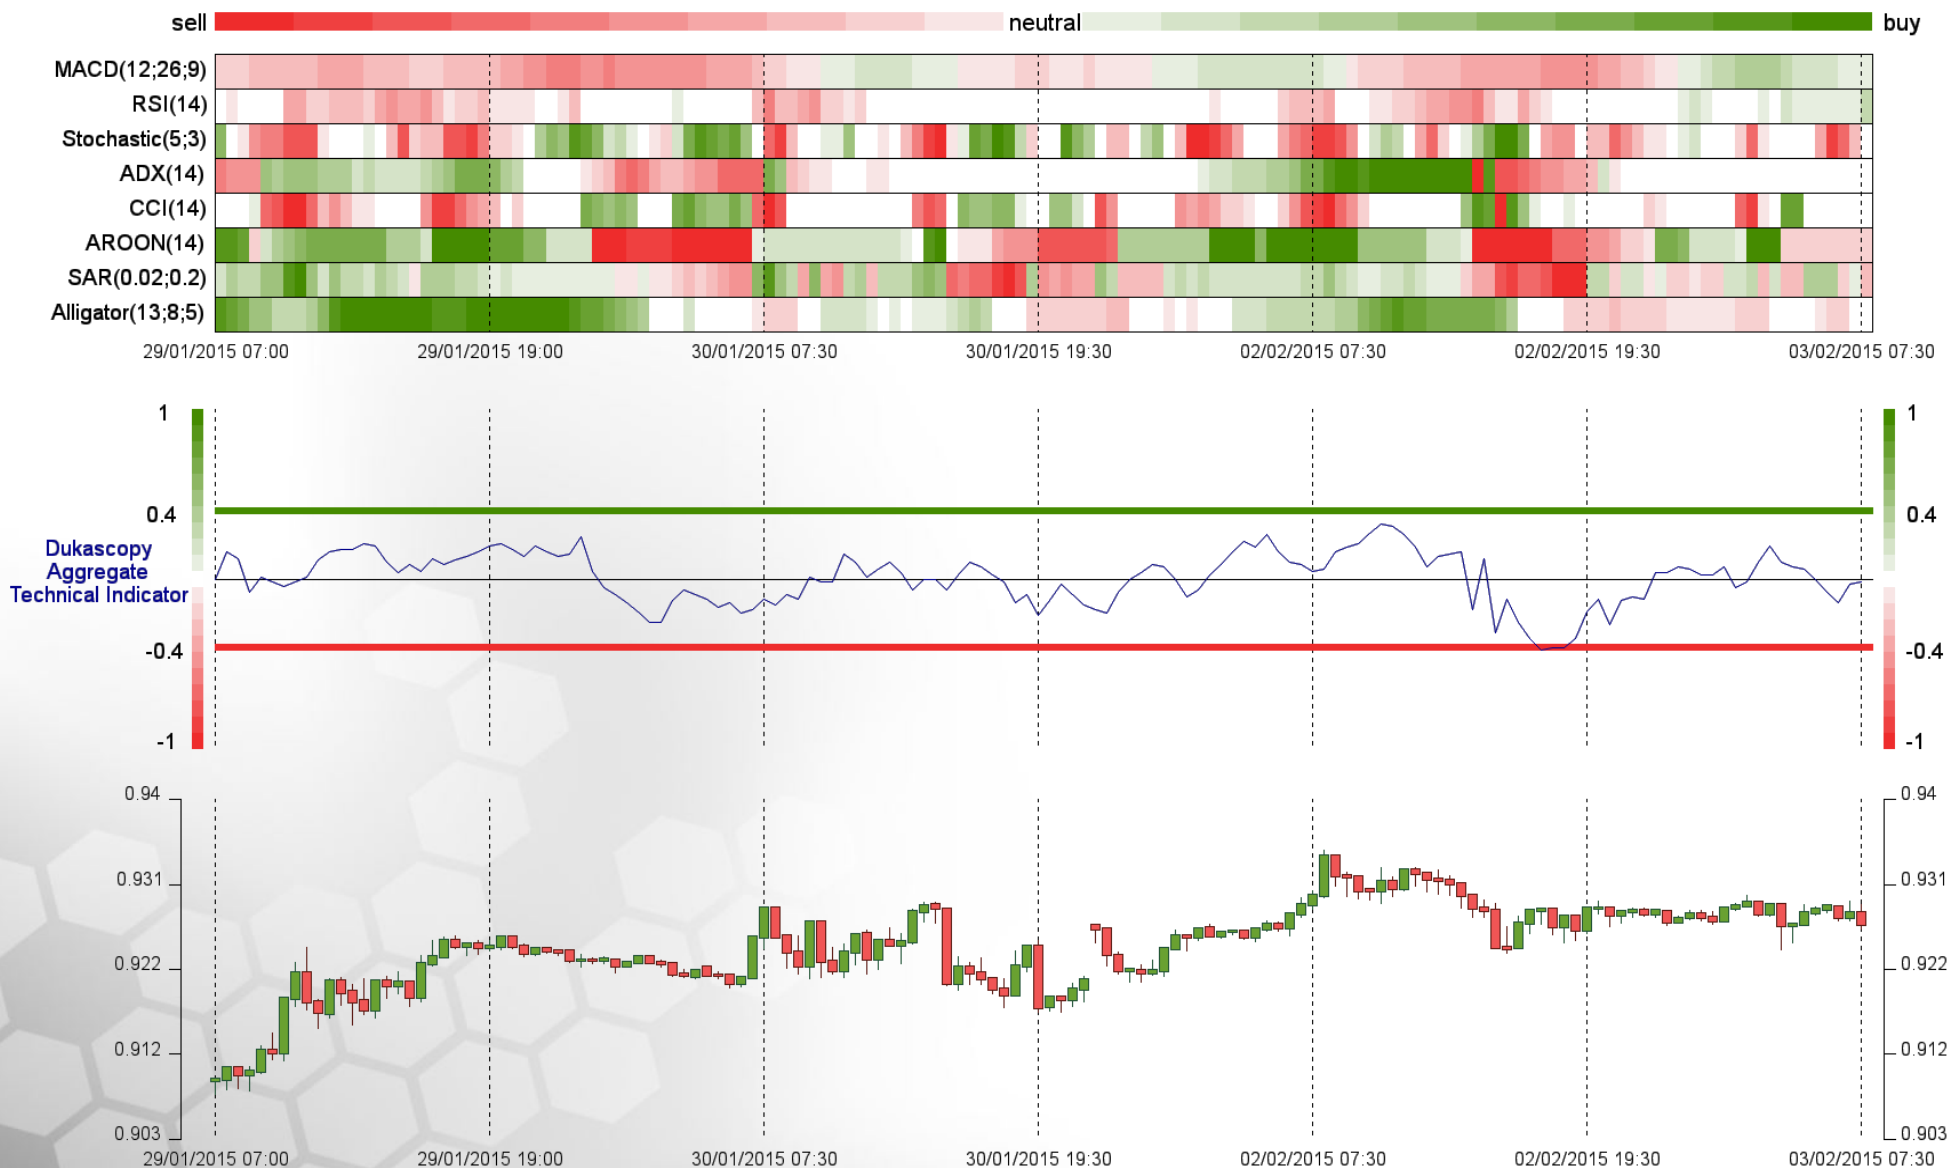 sell neutral buy
MACD(12;26;9)
RSI(14)
Stochastic(5;3)
ADX(14)
CCI(14)
AROON(14)
SAR(0.02;0.2)
Alligator(13;8;5)
29/01/2015 07:00 29/01/2015 19:00 30/01/2015 07:30 30/01/2015 19:30 02/02/2015 07:30 02/02/2015 19:30 03/02/2015 07:30
1 1
0.4 0.4
Dukascopy
Aggregate
Technical Indicator
-0.4 -0.4
-1 -1
0.94 0.94
0.931 0.931
0.922 0.922
0.912 0.912
0.903 0.903
29/01/2015 07:00 29/01/2015 19:00 30/01/2015 07:30 30/01/2015 19:30 02/02/2015 07:30 02/02/2015 19:30 03/02/2015 07:30